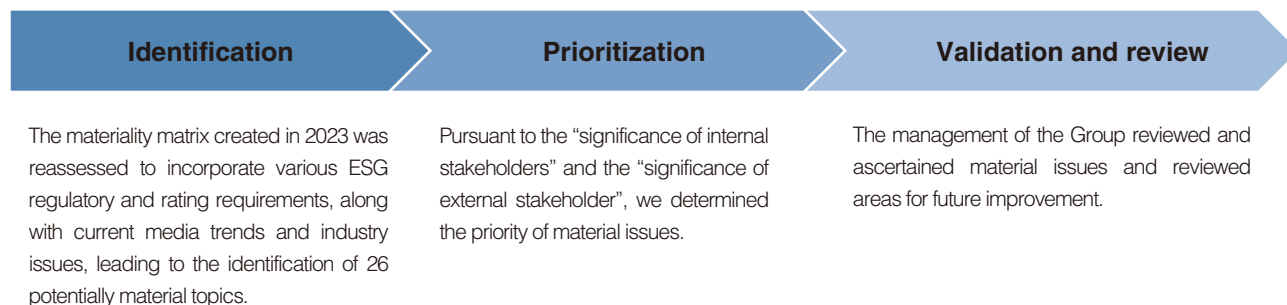 Identification
Prioritization
Validation and review
The materiality matrix created in 2023 was
reassessed to incorporate various ESG
regulatory and rating requirements, along
with current media trends and industry
issues, leading to the identification of 26
potentially material topics.
Pursuant to the “significance of internal
stakeholders” and the “significance of
external stakeholder”, we determined
the priority of material issues.
The management of the Group reviewed and
ascertained material issues and reviewed
areas for future improvement.